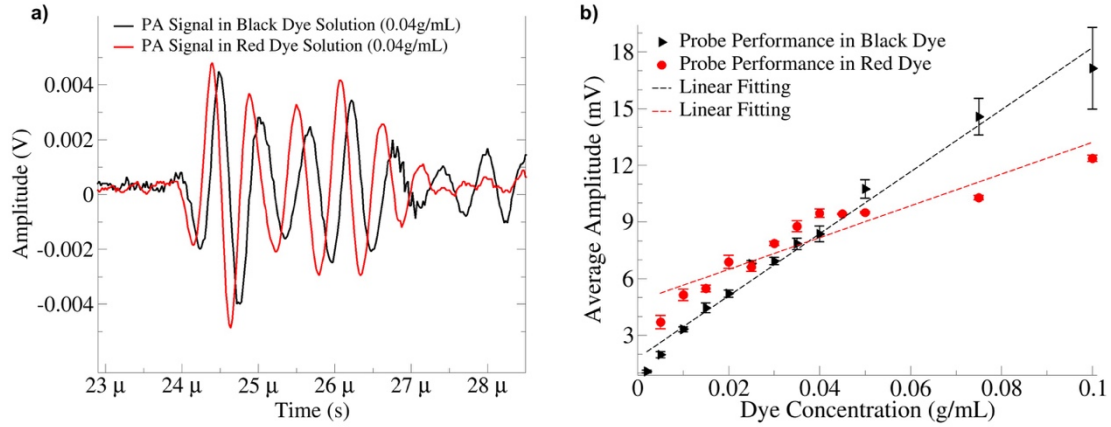 a)
PA Signal in Black Dye Solution (0.04g/mL)
PA Signal in Red Dye Solution (0.04g/mL)
Amplitude (V)
0.004
0.002
0
-0.002
-0.004
23 μ 24 μ 25 μ 26 μ 27 μ 28 μ
Time (s)
b)
Probe Performance in Black Dye
Probe Performance in Red Dye
Linear Fitting
Linear Fitting
Average Amplitude (mV)
18
15
12
9
6
3
0 0.02 0.04 0.06 0.08 0.1
Dye Concentration (g/mL)